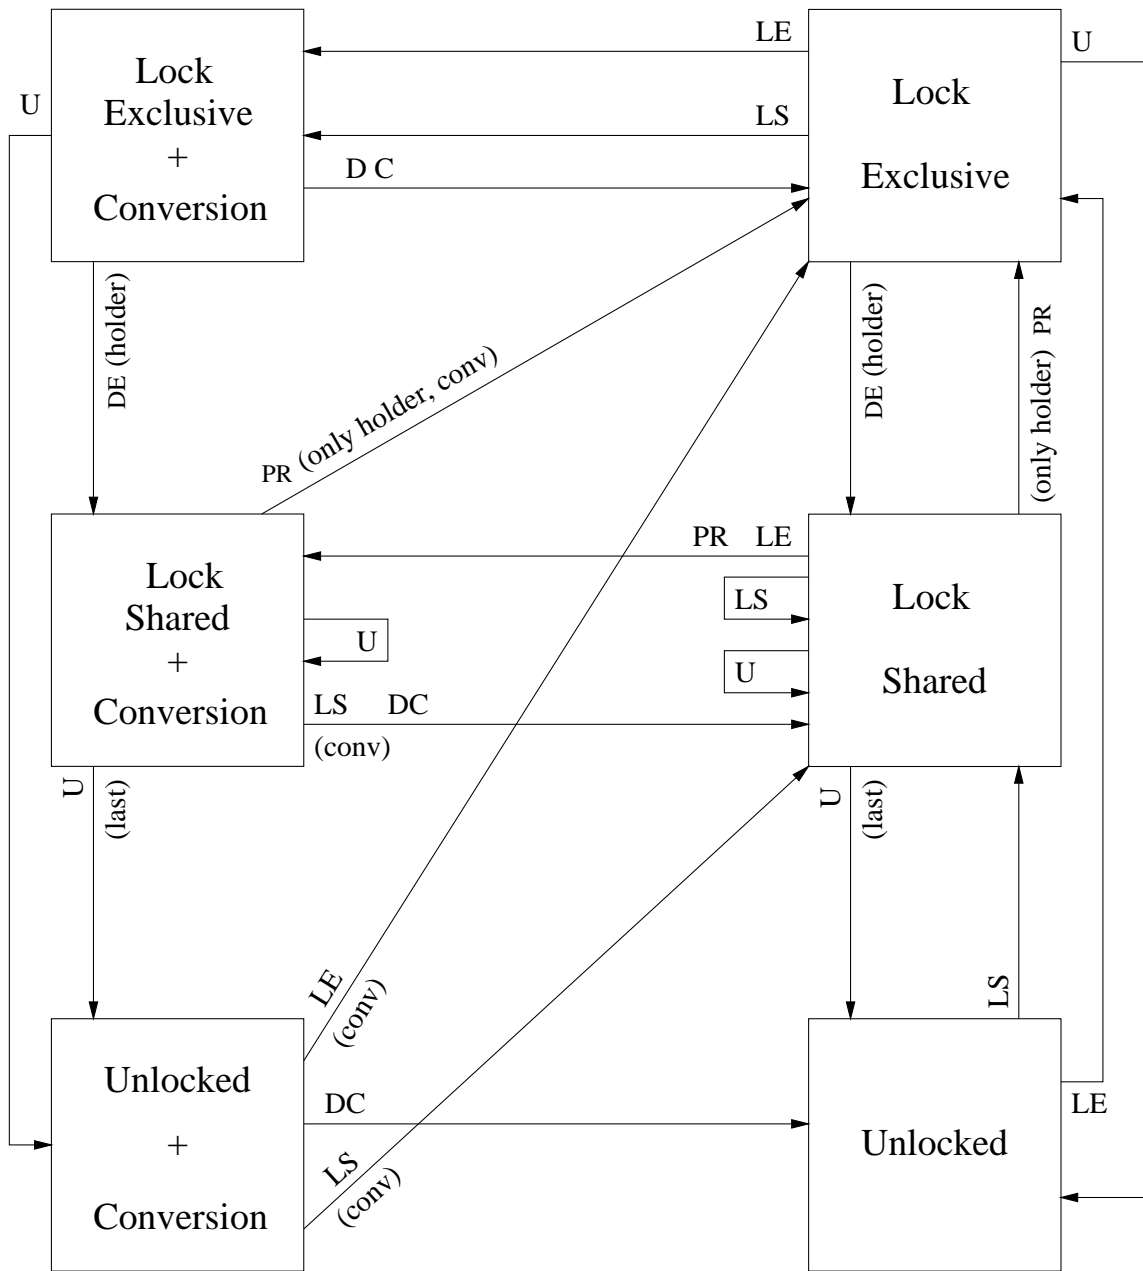 LE
U
Lock
Exclusive
+
Conversion
U
Lock
Exclusive
LS
D C
DE (holder)
PR (only holder, conv)
DE (holder)
(only holder) PR
PR LE
Lock
Shared
+
Conversion
U
LS
U
Lock
Shared
LS DC
(conv)
U
(last)
U
(last)
LE
(conv)
LS
Unlocked
+
Conversion
DC
LS
(conv)
Unlocked
LE